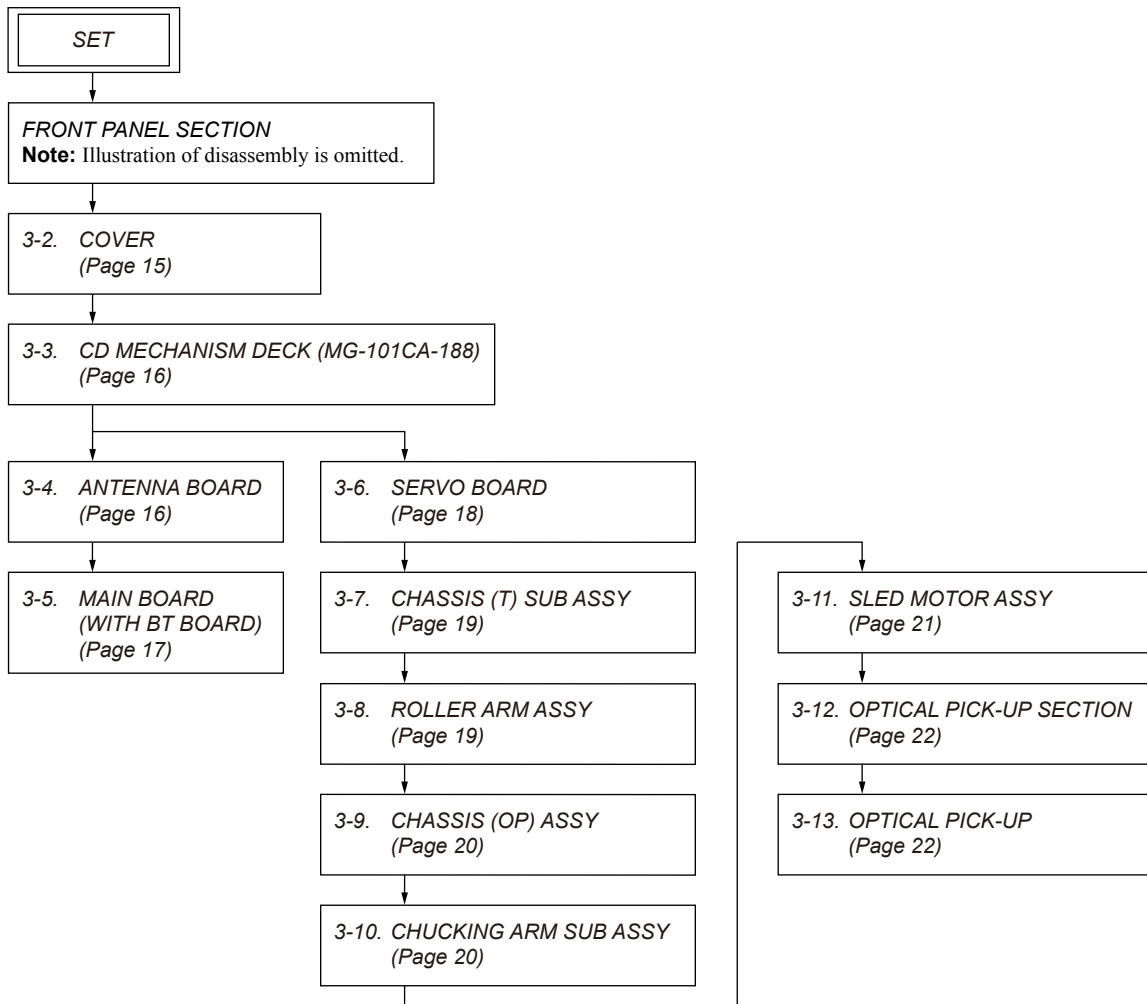 SET
FRONT PANEL SECTION
Note: Illustration of disassembly is omitted.
3-2. COVER
(Page 15)
3-3. CD MECHANISM DECK (MG-101CA-188)
(Page 16)
3-4. ANTENNA BOARD
(Page 16)
3-5. MAIN BOARD
(WITH BT BOARD)
(Page 17)
3-6. SERVO BOARD
(Page 18)
3-7. CHASSIS (T) SUB ASSY
(Page 19)
3-8. ROLLER ARM ASSY
(Page 19)
3-9. CHASSIS (OP) ASSY
(Page 20)
3-10. CHUCKING ARM SUB ASSY
(Page 20)
3-11. SLED MOTOR ASSY
(Page 21)
3-12. OPTICAL PICK-UP SECTION
(Page 22)
3-13. OPTICAL PICK-UP
(Page 22)